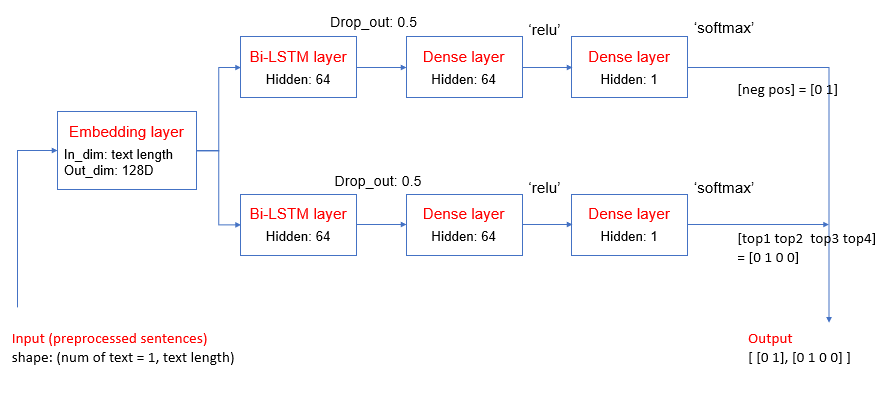 Drop_out: 0.5
'relu'
'softmax'
Bi-LSTM layer
Hidden: 64
Dense layer
Hidden: 64
Dense layer
Hidden: 1
[neg pos] = [0 1]
Embedding layer
In_dim: text length
Out_dim: 128D
Drop_out: 0.5
'relu'
'softmax'
Bi-LSTM layer
Hidden: 64
Dense layer
Hidden: 64
Dense layer
Hidden: 1
[top1 top2  top3 top4]
= [0 1 0 0]
Input (preprocessed sentences)
shape: (num of text = 1, text length)
Output
[ [0 1], [0 1 0 0] ]